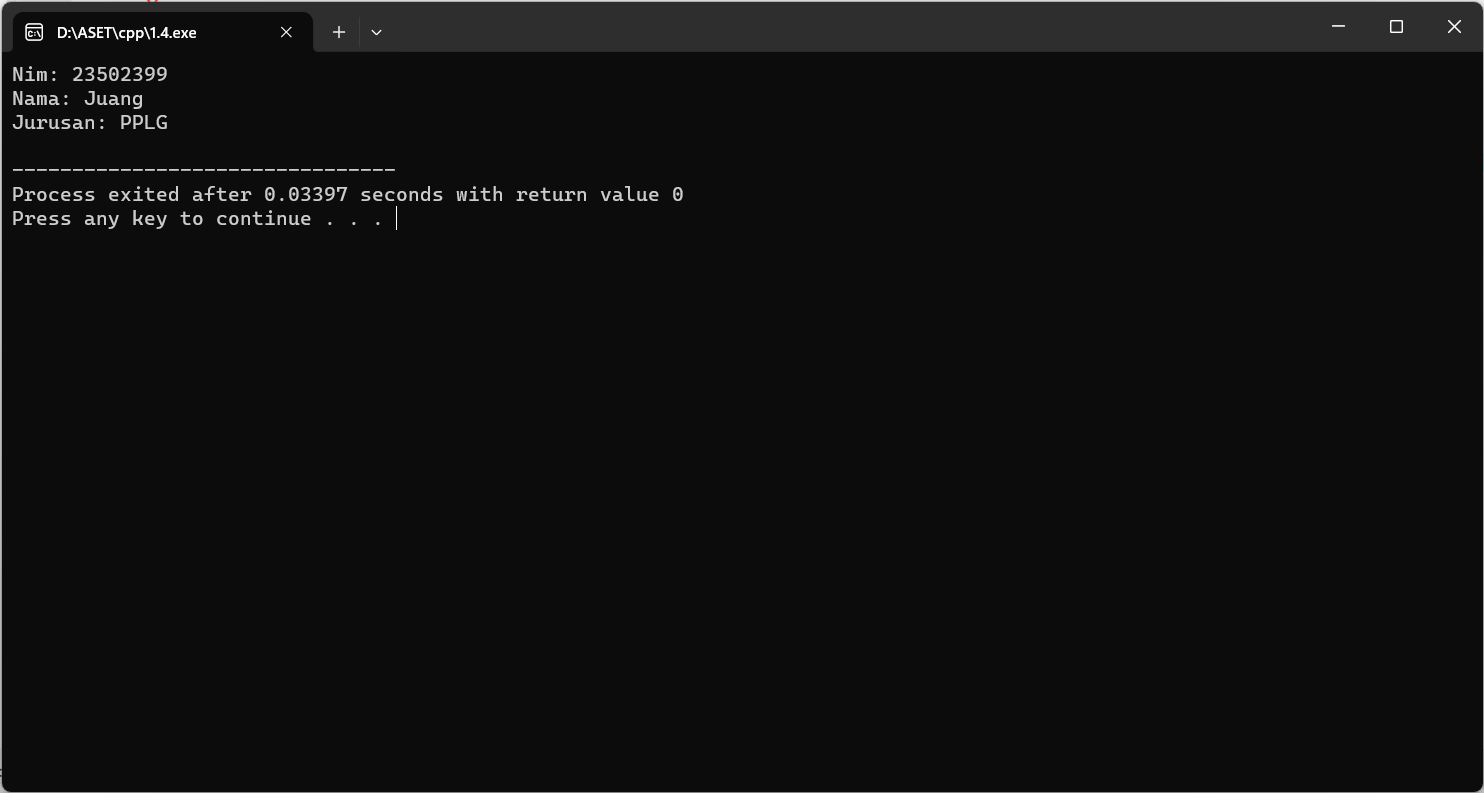 D:\ASET\cpp\1.4.exe
Nim: 23502399
Nama: Juang
Jurusan: PPLG
--------------------------------
Process exited after 0.03397 seconds with return value 0
Press any key to continue . . .